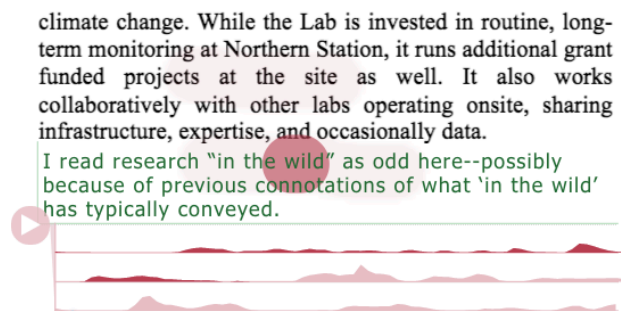 climate change. While the Lab is invested in routine, long-
term monitoring at Northern Station, it runs additional grant
funded projects at the site as well. It also works
collaboratively with other labs operating onsite, sharing
infrastructure, expertise, and occasionally data.
I read research “in the wild” as odd here--possibly
because of previous connotations of what ‘in the wild’
has typically conveyed.